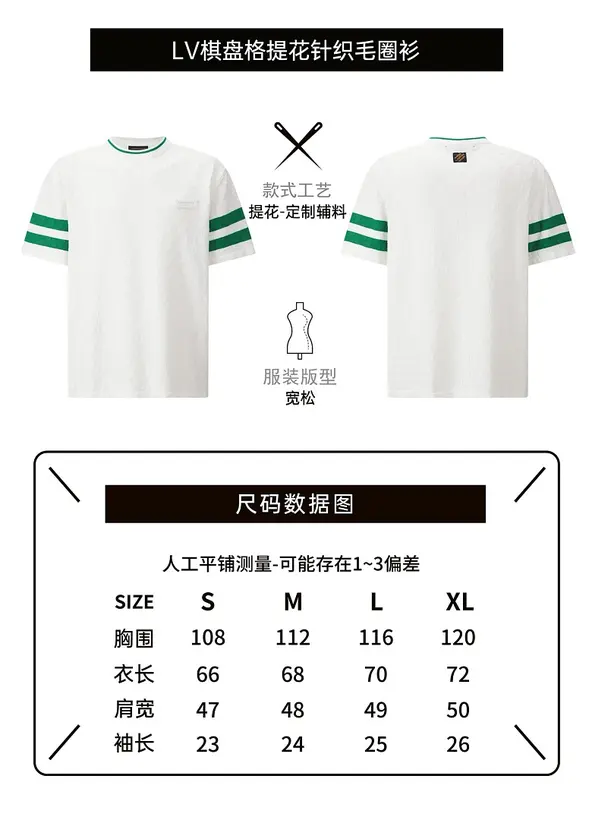 LV棋盘格提花针织毛圈衫
款式工艺
提花-定制辅料
服装版型
宽松
尺码数据图
人工平铺测量-可能存在1~3偏差
SIZE S M L XL
胸围 108 112 116 120
衣长 66 68 70 72
肩宽 47 48 49 50
袖长 23 24 25 26